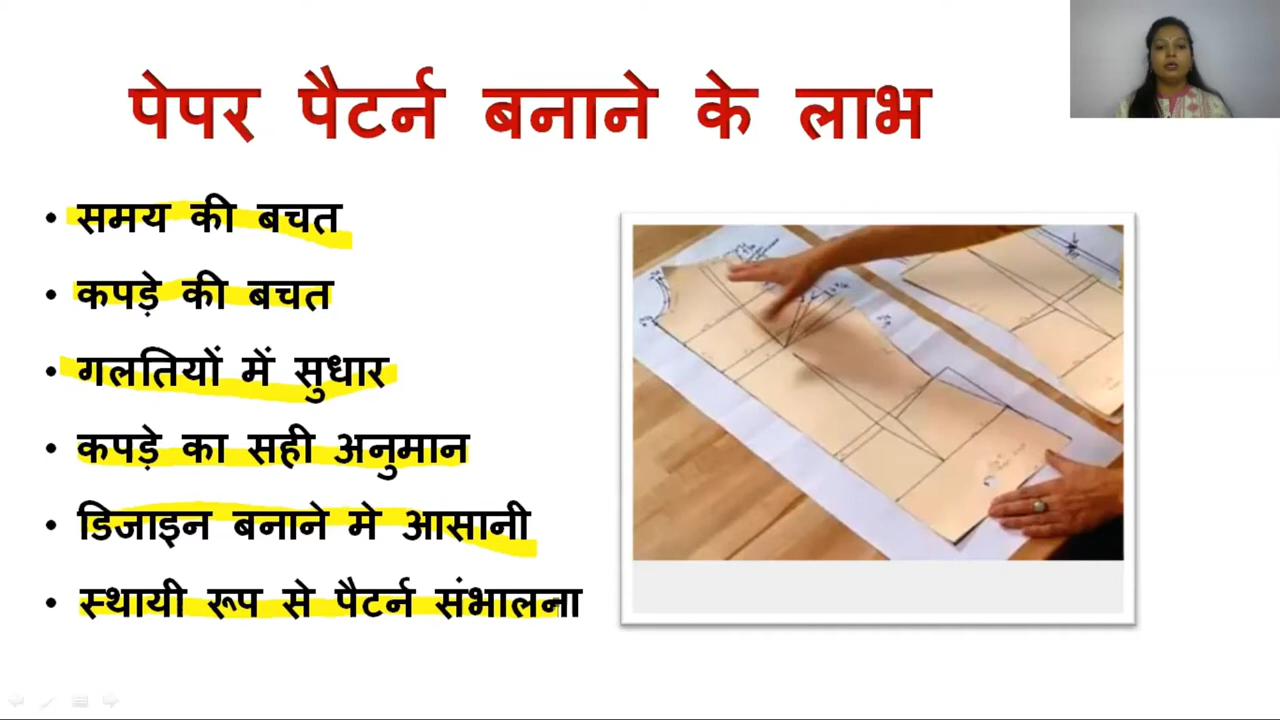 पेपर पैटर्न बनाने के लाभ
• समय की बचत
• कपड़े की बचत
• गलतियों में सुधार
• कपड़े का सही अनुमान
• डिजाइन बनाने मे आसानी
• स्थायी रूप से पैटर्न संभालना